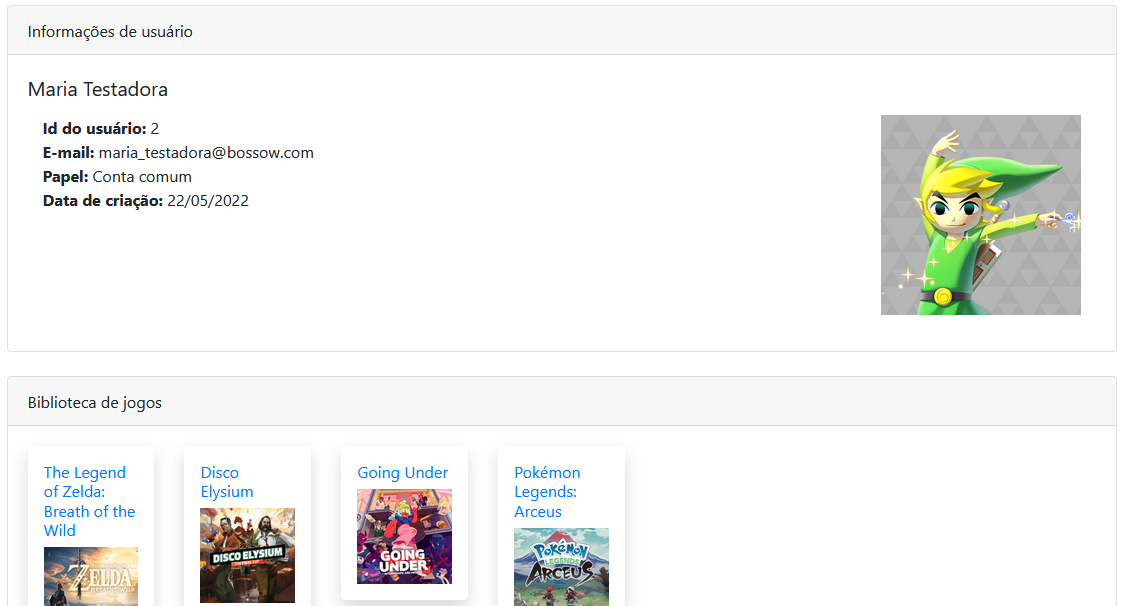 Informações de usuário
Maria Testadora
Id do usuário: 2
E-mail: maria_testadora@bossow.com
Papel: Conta comum
Data de criação: 22/05/2022
Biblioteca de jogos
The Legend
of Zelda:
Breath of the
Wild
ZELDA
Disco
Elysium
DISCO ELYSIUM
Going Under
GOING
UNDER
Pokémon
Legends:
Arceus
POKÉMON
LEGENDS
ARCEUS